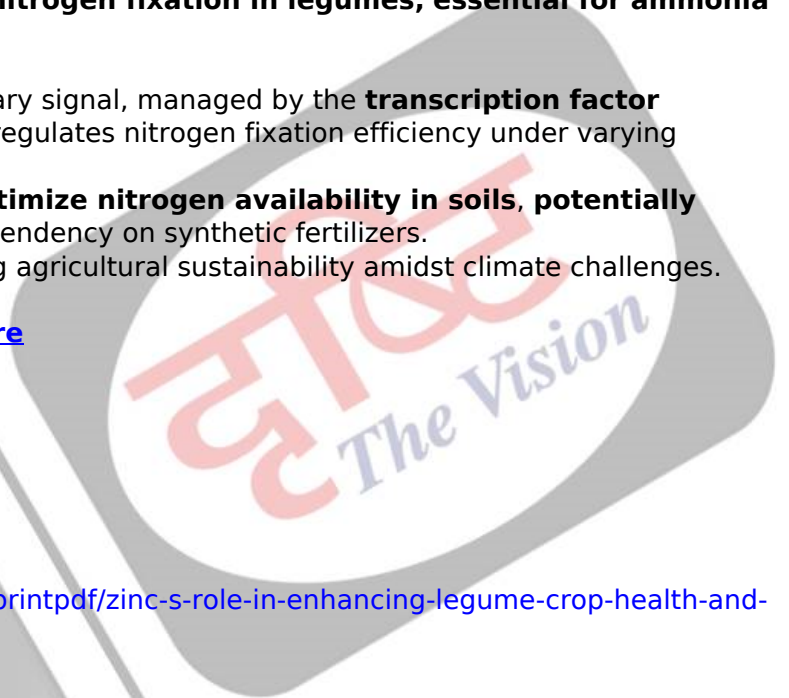 nitrogen fixation in legumes, essential for ammonia
ary signal, managed by the transcription factor
regulates nitrogen fixation efficiency under varying
timize nitrogen availability in soils, potentially
endency on synthetic fertilizers.
g agricultural sustainability amidst climate challenges.
re
दृष्टि
The Vision
printpdf/zinc-s-role-in-enhancing-legume-crop-health-and-